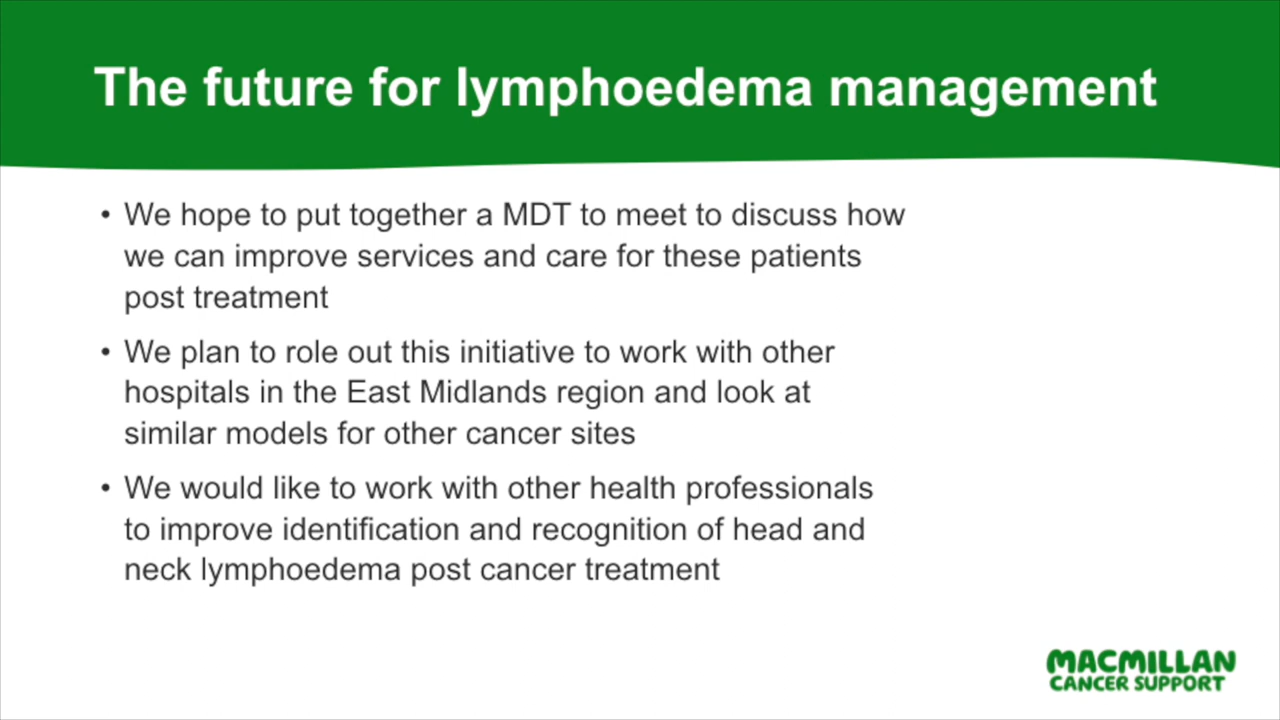 The future for lymphoedema management
• We hope to put together a MDT to meet to discuss how
we can improve services and care for these patients
post treatment
• We plan to role out this initiative to work with other
hospitals in the East Midlands region and look at
similar models for other cancer sites
• We would like to work with other health professionals
to improve identification and recognition of head and
neck lymphoedema post cancer treatment
MACMILLAN
CANCER SUPPORT